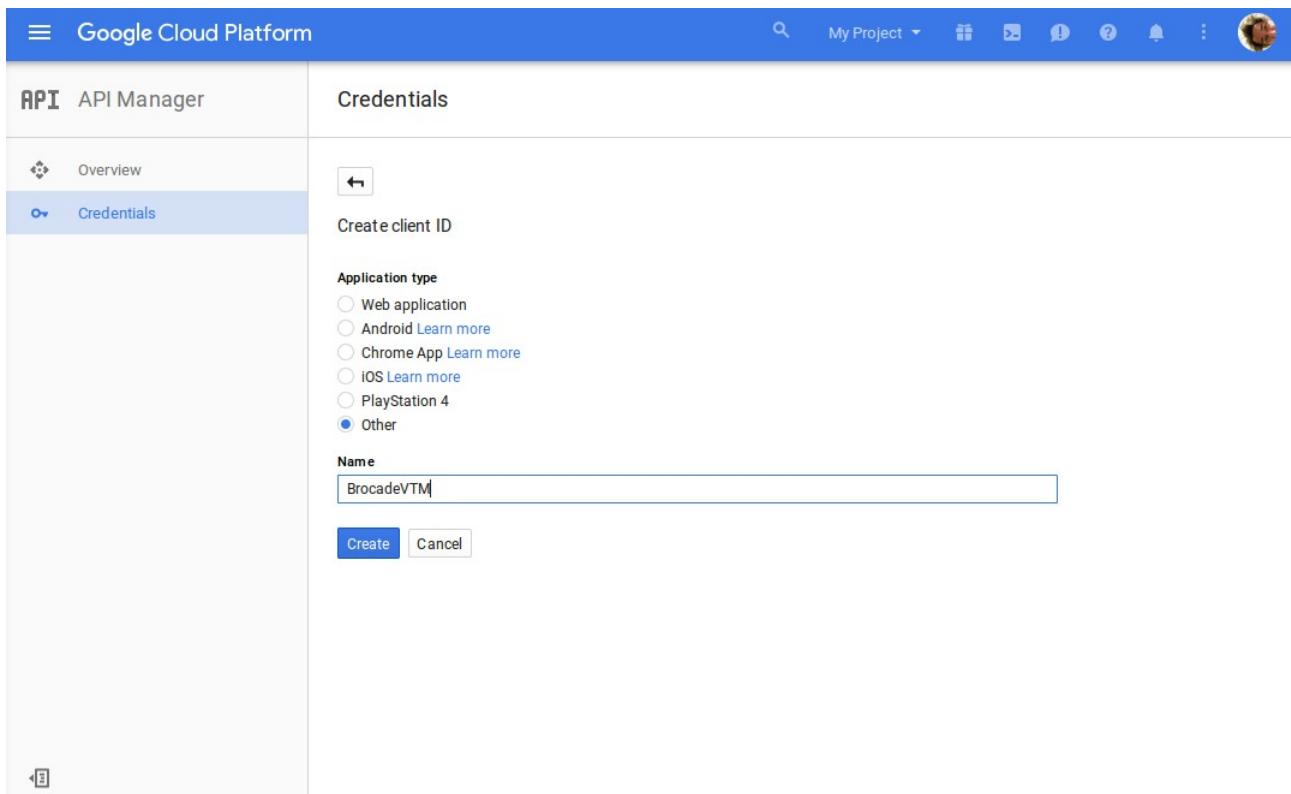 Google Cloud Platform
My Project
API API Manager
Credentials
Overview
Credentials
Create client ID
Application type
Web application
Android Learn more
Chrome App Learn more
iOS Learn more
PlayStation 4
Other
Name
BrocadeVTM
Create Cancel